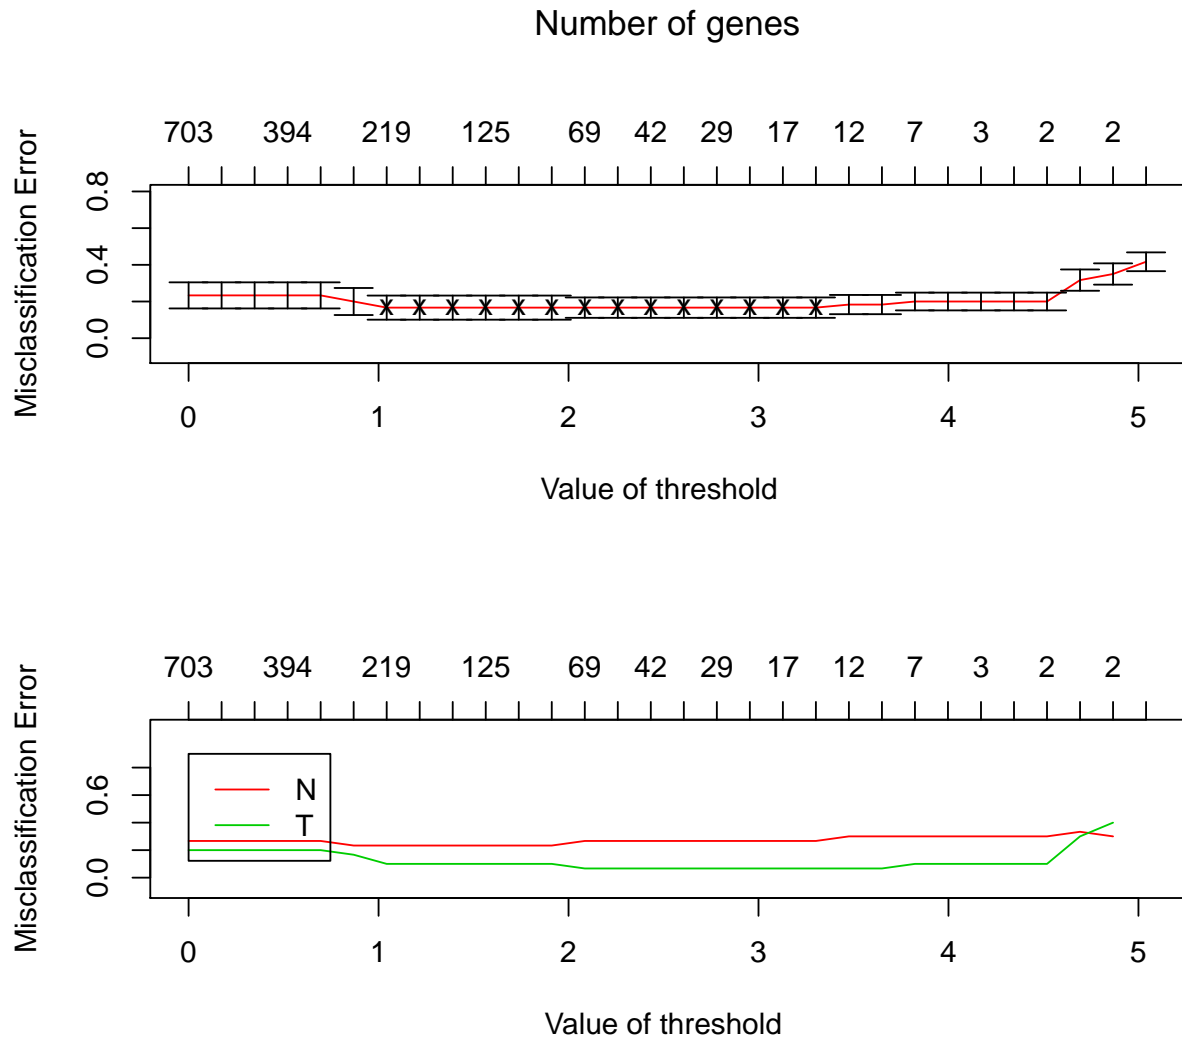 Number of genes
703 394 219 125 69 42 29 17 12 7 3 2 2
Misclassification Error
0.8
0.4
0.0
x x x x x x x x x x x x x x
0 1 2 3 4 5
Value of threshold
703 394 219 125 69 42 29 17 12 7 3 2 2
Misclassification Error
0.6
0.0
N
T
0 1 2 3 4 5
Value of threshold